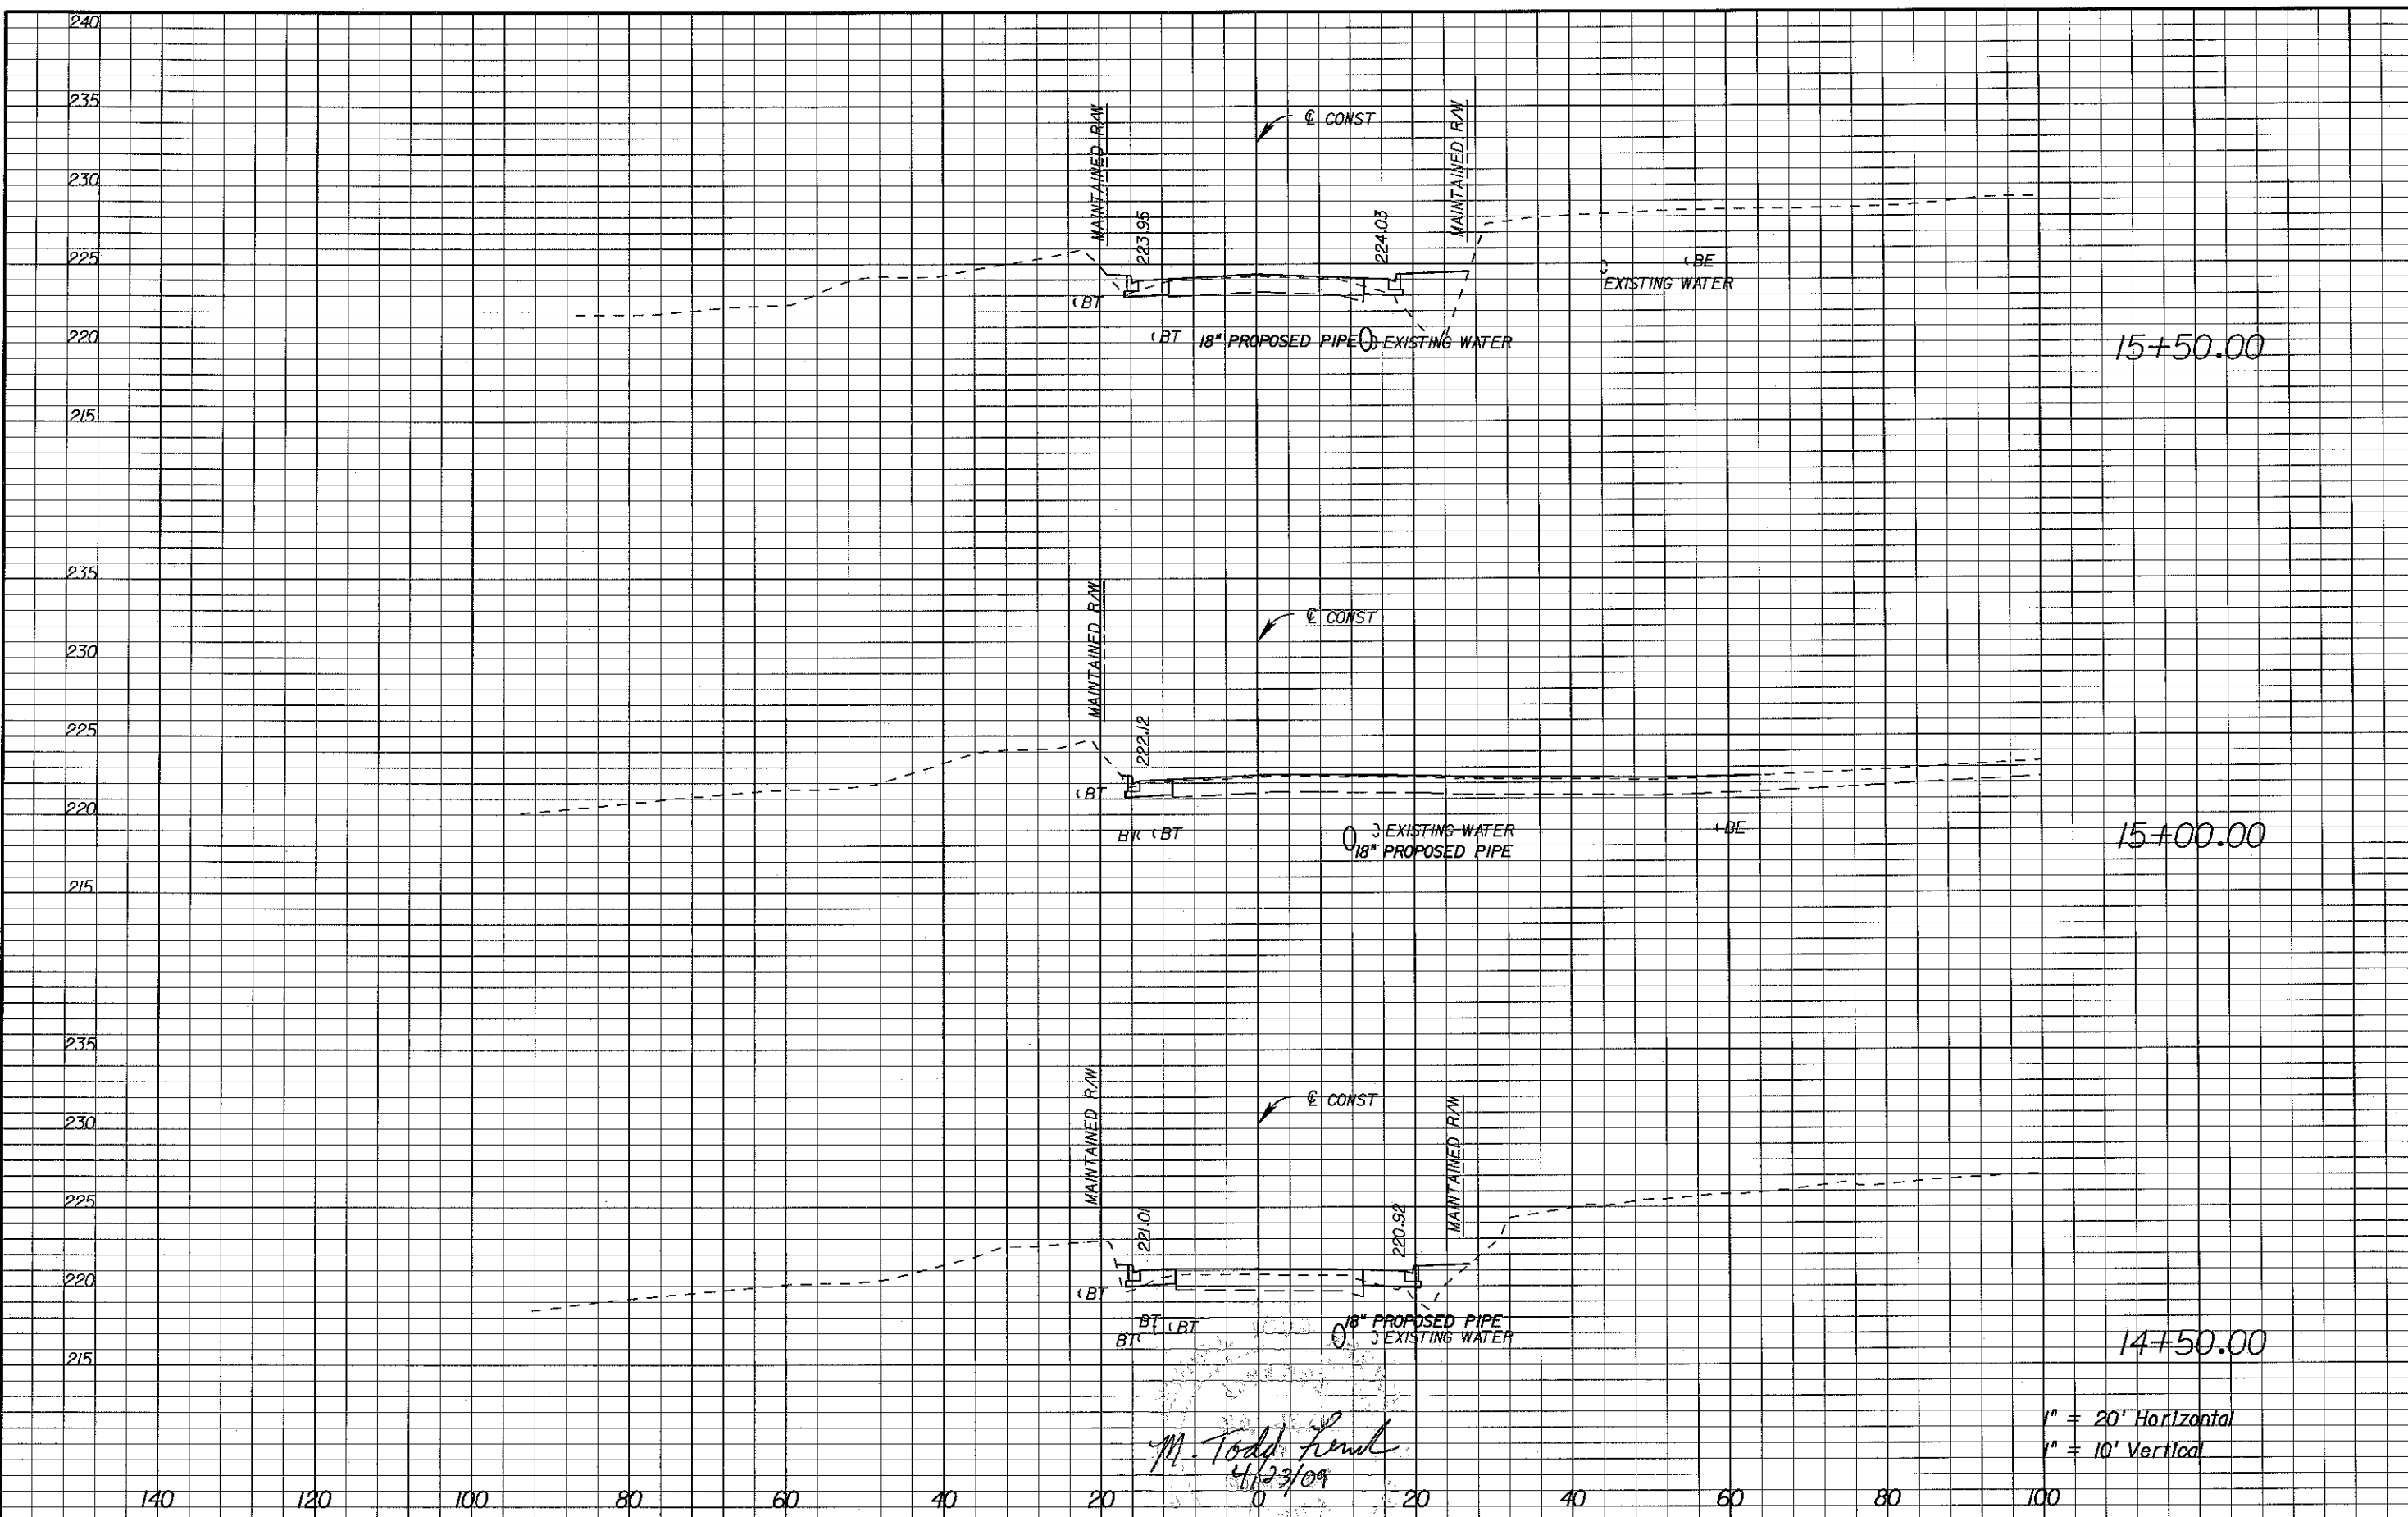 240
235
MAINTAINED R/W
℄ CONST
MAINTAINED R/W
230
223.95
224.03
225
BE
EXISTING WATER
BT
220
BT
18" PROPOSED PIPE
EXISTING WATER
15+50.00
215
235
MAINTAINED R/W
℄ CONST
230
225
222.12
BT
220
BT
BT
EXISTING WATER
18" PROPOSED PIPE
BE
15+00.00
215
235
MAINTAINED R/W
℄ CONST
MAINTAINED R/W
230
225
221.01
220.92
220
BT
BT
BT
BT
18" PROPOSED PIPE
EXISTING WATER
14+50.00
215
1" = 20' Horizontal
1" = 10' Vertical
M. Todd
4/23/09
140 120 100 80 60 40 20 0 20 40 60 80 100